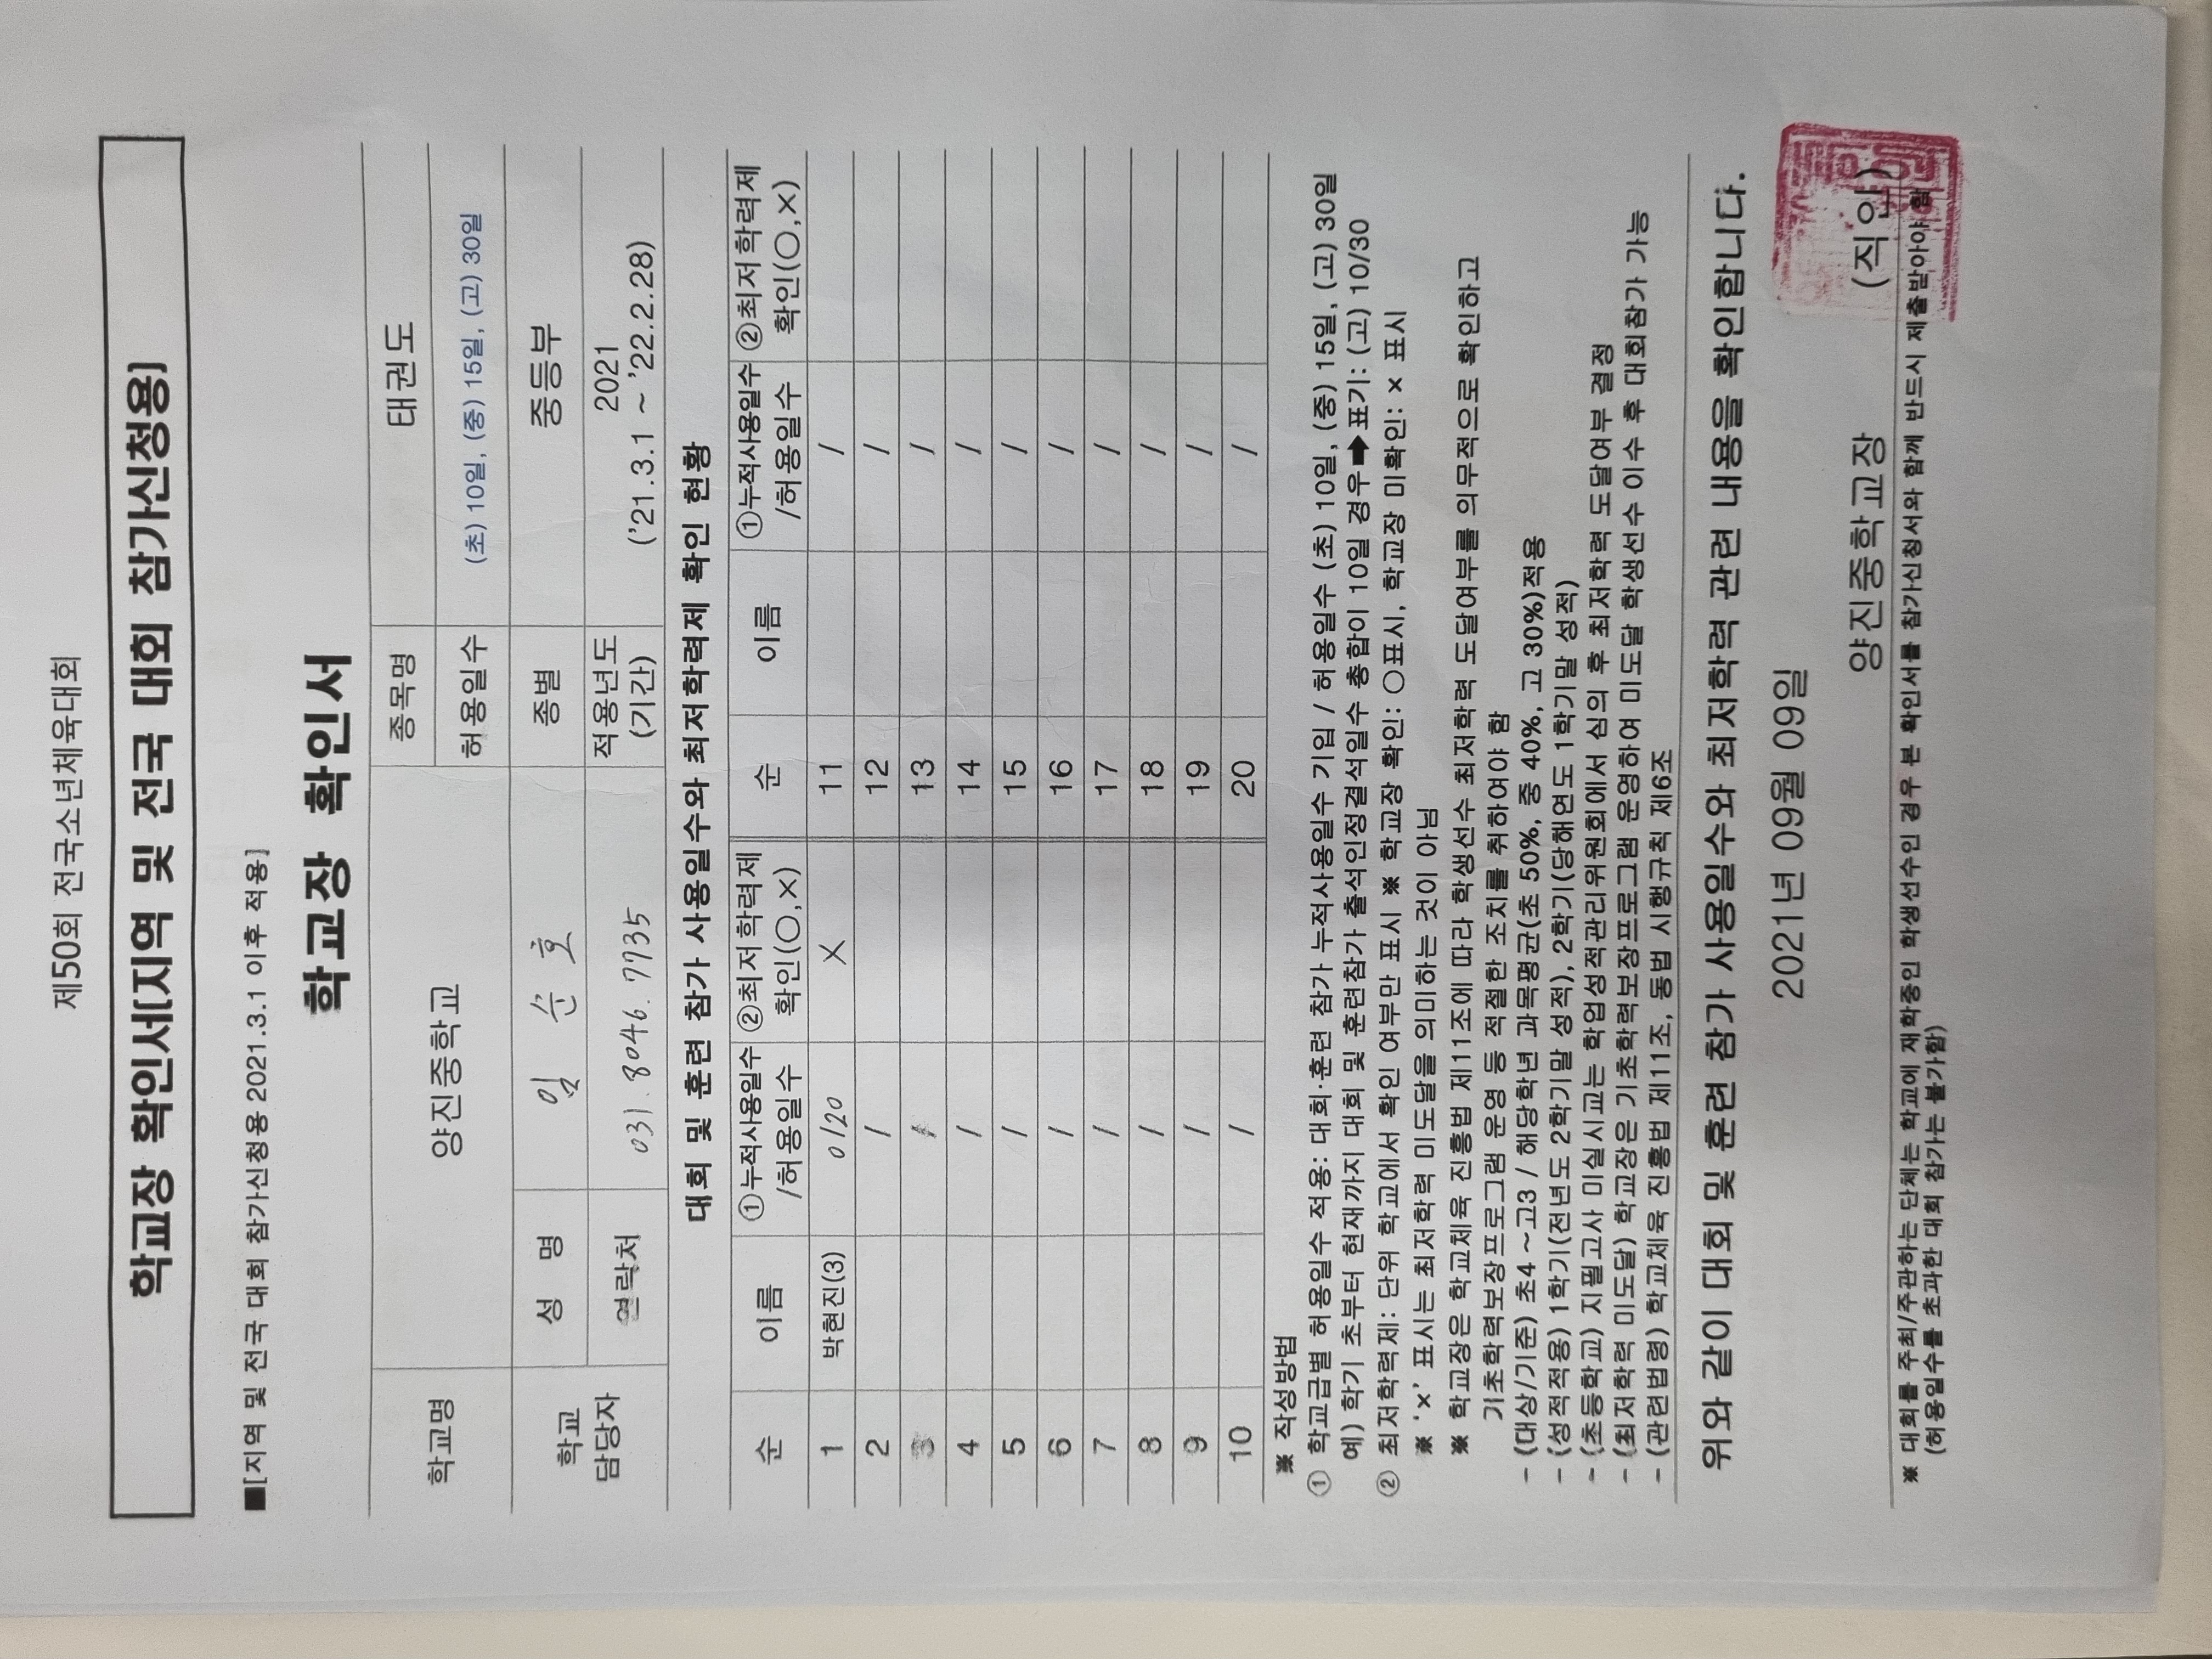 제50회 전국소년체육대회
학교장 확인서[지역 및 전국 대회 참가신청용]
■[지역 및 전국 대회 참가신청용 2021.3.1 이후 적용]
학교장 확인서
학교명 양진중학교 종목명 태권도
허용일수 (초) 10일, (중) 15일, (고) 30일
학교 담당자 성 명 임 순 호 종별 중등부
연락처 031. 8046. 7735 적용년도 (기간) 2021 ('21.3.1 ~ '22.2.28)
대회 및 훈련 참가 사용일수와 최저학력제 확인 현황
순 이름 ①누적사용일수 /허용일수 ②최저학력제 확인(○,×) 순 이름 ①누적사용일수 /허용일수 ②최저학력제 확인(○,×)
1 박현진(3) 0/20 × 11 /
2 / 12 /
3 / 13 /
4 / 14 /
5 / 15 /
6 / 16 /
7 / 17 /
8 / 18 /
9 / 19 /
10 / 20 /
※ 작성방법
① 학교급별 허용일수 적용: 대회·훈련 참가 누적사용일수 기입 / 허용일수 (초) 10일, (중) 15일, (고) 30일
예) 학기 초부터 현재까지 대회 및 훈련참가 출석인정결석일수 총합이 10일 경우➡표기: (고) 10/30
② 최저학력제: 단위 학교에서 확인 여부만 표시 ※ 학교장 확인: ○표시, 학교장 미확인: × 표시
※ '×' 표시는 최저학력 미도달을 의미하는 것이 아님
※ 학교장은 학교체육 진흥법 제11조에 따라 학생선수 최저학력 도달여부를 의무적으로 확인하고
기초학력보장프로그램 운영 등 적절한 조치를 취하여야 함
- (대상/기준) 초4 ~ 고3 / 해당학년 과목평균(초 50%, 중 40%, 고 30%)적용
- (성적적용) 1학기(전년도 2학기말 성적), 2학기(당해연도 1학기말 성적)
- (초등학교) 지필고사 미실시교는 학업성적관리위원회에서 심의 후 최저학력 도달여부 결정
- (최저학력 미도달) 학교장은 기초학력보장프로그램 운영하여 미도달 학생선수 이수 후 대회참가 가능
- (관련법령) 학교체육 진흥법 제11조, 동법 시행규칙 제6조
위와 같이 대회 및 훈련 참가 사용일수와 최저학력 관련 내용을 확인합니다.
2021년 09월 09일
양진중학교장 (직인)
※ 대회를 주최/주관하는 단체는 학교에 재학중인 학생선수인 경우 본 확인서를 참가신청서와 함께 반드시 제출받아야 함
(허용일수를 초과한 대회 참가는 불가함)